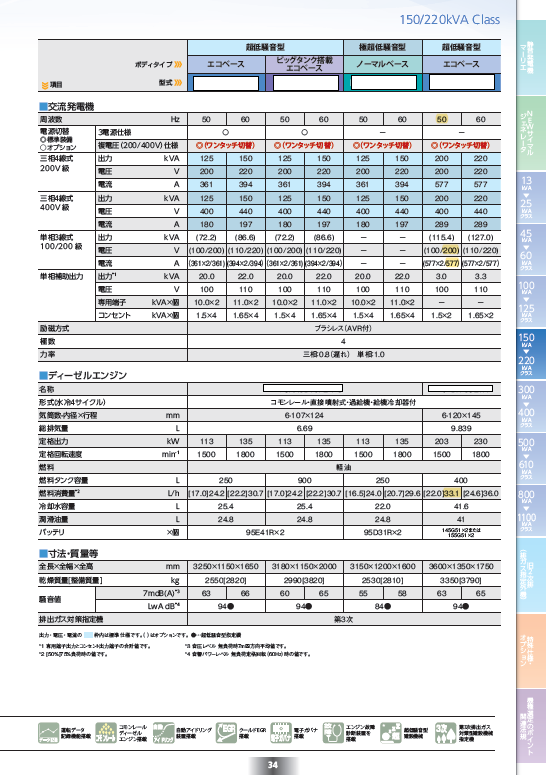 150/220kVA Class
超低騒音型 極超低騒音型 超低騒音型
ボディタイプ エコベース ビッグタンク搭載 エコベース ノーマルベース エコベース
項目 型式
■交流発電機
周波数 Hz 50 60 50 60 50 60 50 60
電源切替 ◎標準装備 ○オプション 3電源仕様 ○ ○ − −
複電圧(200/400V)仕様 ◎(ワンタッチ切替) ◎(ワンタッチ切替) ◎(ワンタッチ切替) ◎(ワンタッチ切替)
三相4線式 200V級 出力 kVA 125 150 125 150 125 150 200 220
電圧 V 200 220 200 220 200 220 200 220
電流 A 361 394 361 394 361 394 577 577
三相4線式 400V級 出力 kVA 125 150 125 150 125 150 200 220
電圧 V 400 440 400 440 400 440 400 440
電流 A 180 197 180 197 180 197 289 289
単相3線式 100/200V級 出力 kVA (72.2) (86.6) (72.2) (86.6) − − (115.4) (127.0)
電圧 V (100/200) (110/220) (100/200) (110/220) − − (100/200) (110/220)
電流 A (361×2/361) (394×2/394) (361×2/361) (394×2/394) − − (577×2/577) (577×2/577)
単相補助出力 出力*1 kVA 20.0 22.0 20.0 22.0 20.0 22.0 3.0 3.3
電圧 V 100 110 100 110 100 110 100 110
専用端子 kVA×個 10.0×2 11.0×2 10.0×2 11.0×2 10.0×2 11.0×2 − −
コンセント kVA×個 1.5×4 1.65×4 1.5×4 1.65×4 1.5×4 1.65×4 1.5×2 1.65×2
励磁方式 ブラシレス(AVR付)
極数 4
力率 三相:0.8(遅れ) 単相:1.0
■ディーゼルエンジン
名称
形式(水冷4サイクル) コモンレール・直接噴射式・過給機・給機冷却器付
気筒数-内径×行程 mm 6-107×124 6-120×145
総排気量 L 6.69 9.839
定格出力 kW 113 135 113 135 113 135 203 230
定格回転速度 min⁻¹ 1500 1800 1500 1800 1500 1800 1500 1800
燃料 軽油
燃料タンク容量 L 250 900 250 400
燃料消費量*2 L/h [17.0]24.2 [22.2]30.7 [17.0]24.2 [22.2]30.7 [16.5]24.0 [20.7]29.6 [22.0]33.1 [24.6]36.0
冷却水容量 L 25.4 25.4 22.0 41.6
潤滑油量 L 24.8 24.8 24.8 41
バッテリ ×個 95E41R×2 95D31R×2 145G51×2または 155G51×2
■寸法・質量等
全長×全幅×全高 mm 3250×1150×1650 3180×1150×2000 3150×1200×1600 3600×1350×1750
乾燥質量[整備質量] kg 2550[2820] 2990[3820] 2530[2810] 3350[3790]
騒音値 7mdB(A)*3 63 66 60 65 55 58 63 65
LwA dB*4 94● 94● 84● 94●
排出ガス対策指定機 第3次
出力・電圧・電流の 枠内は標準仕様です。( )はオプションです。●…超低騒音型指定機
*1 専用端子出力とコンセント出力端子の合計値です。 *3 音圧レベル 無負荷時7m四方向平均値です。
*2 [50%]75%負荷時の値です。 *4 音響パワーレベル 無負荷定格回転(60Hz)時の値です。
運転データ記録機能搭載
コモンレールディーゼルエンジン搭載
自動アイドリング装置搭載
クールドEGR搭載
電子ガバナ搭載
エンジン故障診断装置を搭載
超低騒音型建設機械
第3次排出ガス対策型建設機械指定機
34
13 kVA 25 kVA クラス
45 kVA 60 kVA クラス
100 kVA 125 kVA クラス
150 kVA 220 kVA クラス
300 kVA 400 kVA クラス
500 kVA 610 kVA クラス
800 kVA 1100 kVA クラス